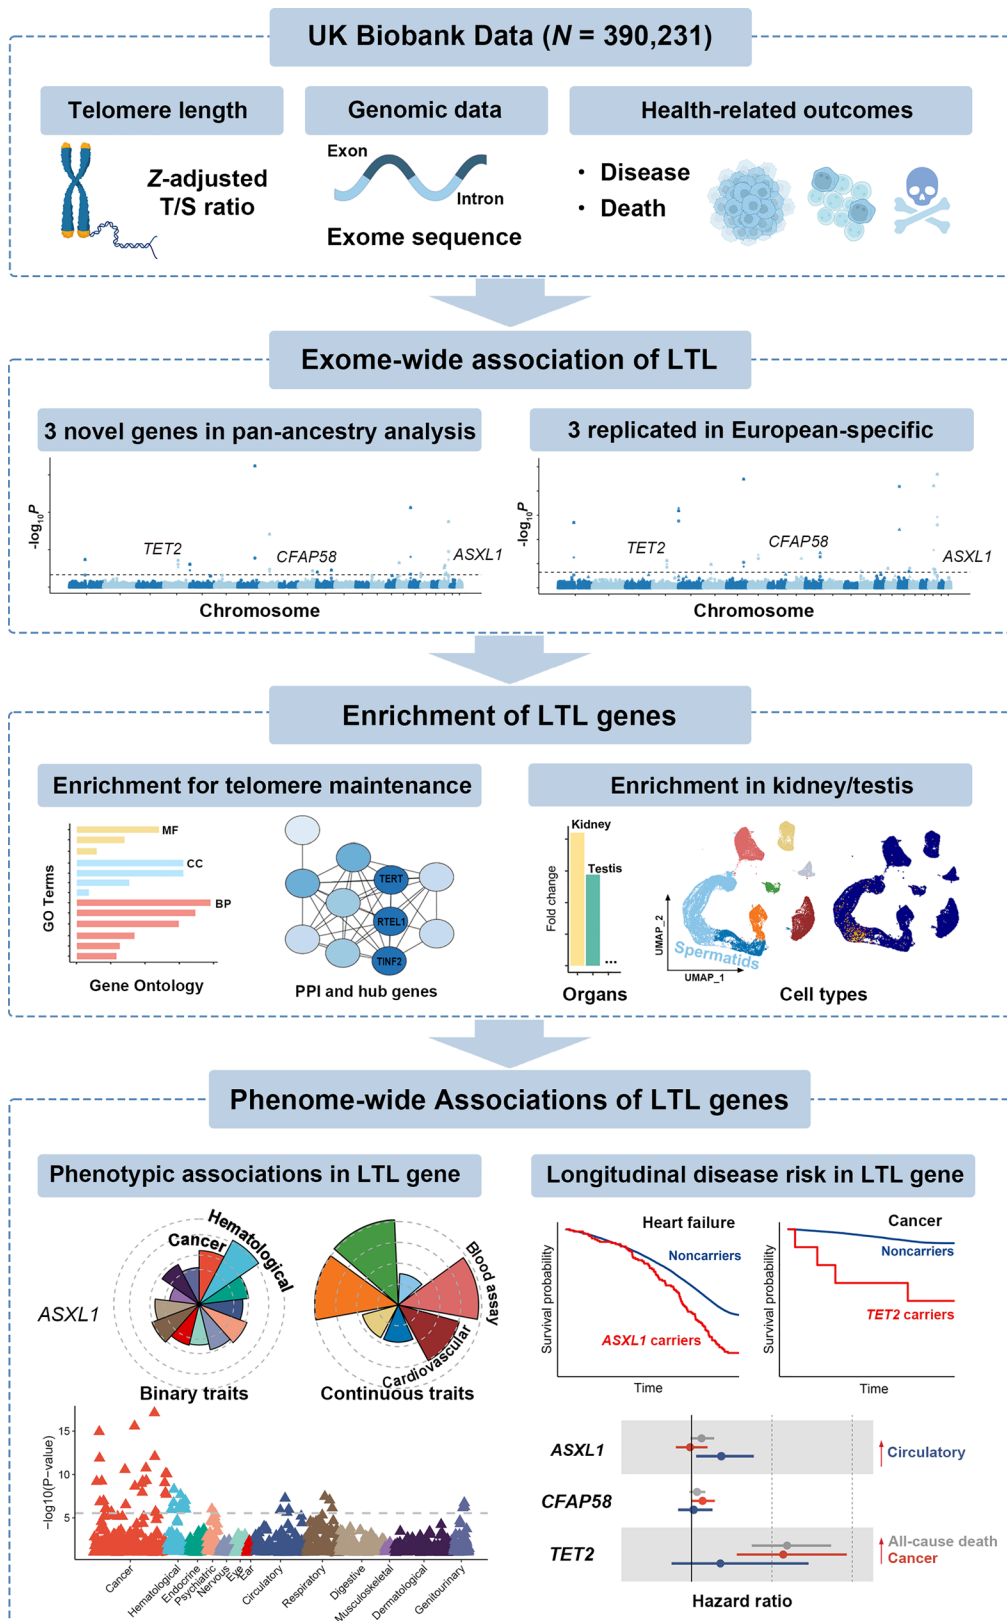 UK Biobank Data (N = 390,231)
Telomere length
Genomic data
Health-related outcomes
Z-adjusted
T/S ratio
Exon
Intron
Exome sequence
• Disease
• Death
Exome-wide association of LTL
3 novel genes in pan-ancestry analysis
3 replicated in European-specific
-log10P
TET2
CFAP58
ASXL1
Chromosome
-log10P
TET2
CFAP58
ASXL1
Chromosome
Enrichment of LTL genes
Enrichment for telomere maintenance
Enrichment in kidney/testis
GO Terms
MF
CC
BP
Gene Ontology
TERT
RTEL1
TINF2
PPI and hub genes
Fold change
Kidney
Testis
...
Organs
UMAP_2
Spermatids
UMAP_1
Cell types
Phenome-wide Associations of LTL genes
Phenotypic associations in LTL gene
Longitudinal disease risk in LTL gene
ASXL1
Cancer
Hematological
Binary traits
Blood assay
Cardiovascular
Continuous traits
Survival probability
Heart failure
Noncarriers
ASXL1 carriers
Time
Survival probability
Cancer
Noncarriers
TET2 carriers
Time
−log10(P−value)
15
10
5
Cancer
Hematological
Endocrine
Psychiatric
Nervous
Eye
Ear
Circulatory
Respiratory
Digestive
Musculoskeletal
Dermatological
Genitourinary
ASXL1
Circulatory
CFAP58
TET2
All-cause death
Cancer
Hazard ratio